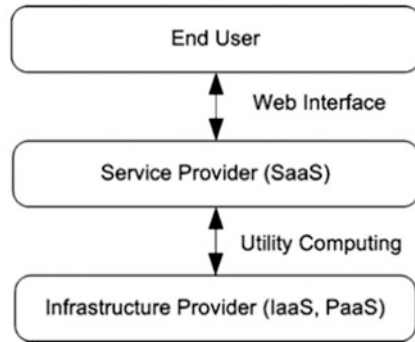 End User
Web Interface
Service Provider (SaaS)
Utility Computing
Infrastructure Provider (IaaS, PaaS)